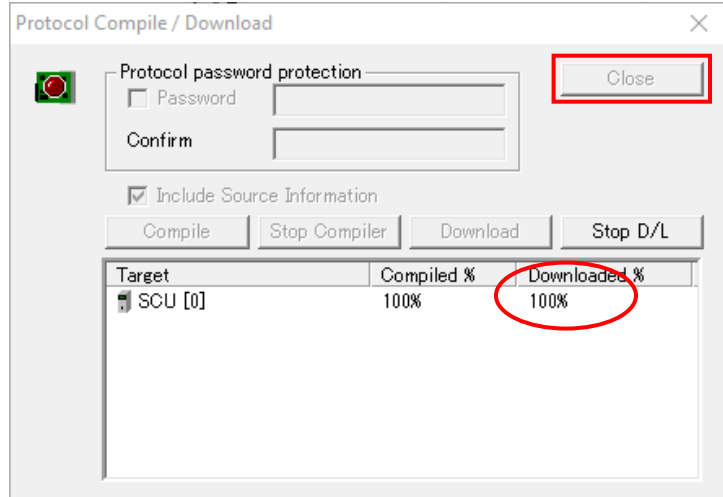 Protocol Compile / Download
Protocol password protection
Close
Password
Confirm
Include Source Information
Compile Stop Compiler Download Stop D/L
Target Compiled % Downloaded %
SCU [0] 100% 100%